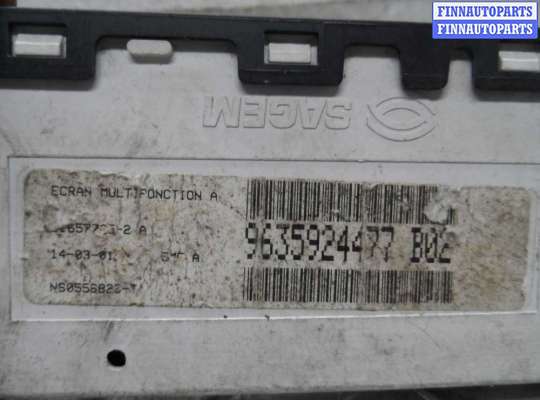 FINNAUTOPARTS
FINNAUTOPARTS
SAGEM
ECRAN MULTIFONCTION A
A
14-03-01 A
9635924477 B02